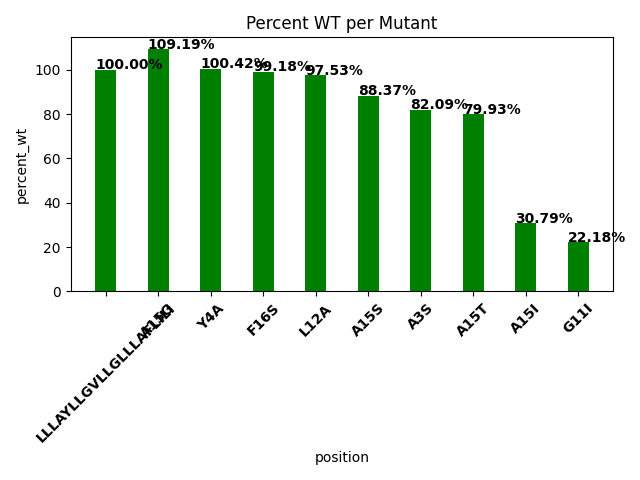 Percent WT per Mutant
109.19%
100.00%
100.42%
99.18%
97.53%
88.37%
82.09%
79.93%
30.79%
22.18%
percent_wt
100
80
60
40
20
0
A15G
Y4A
F16S
L12A
A15S
A3S
A15T
A15I
G11I
position